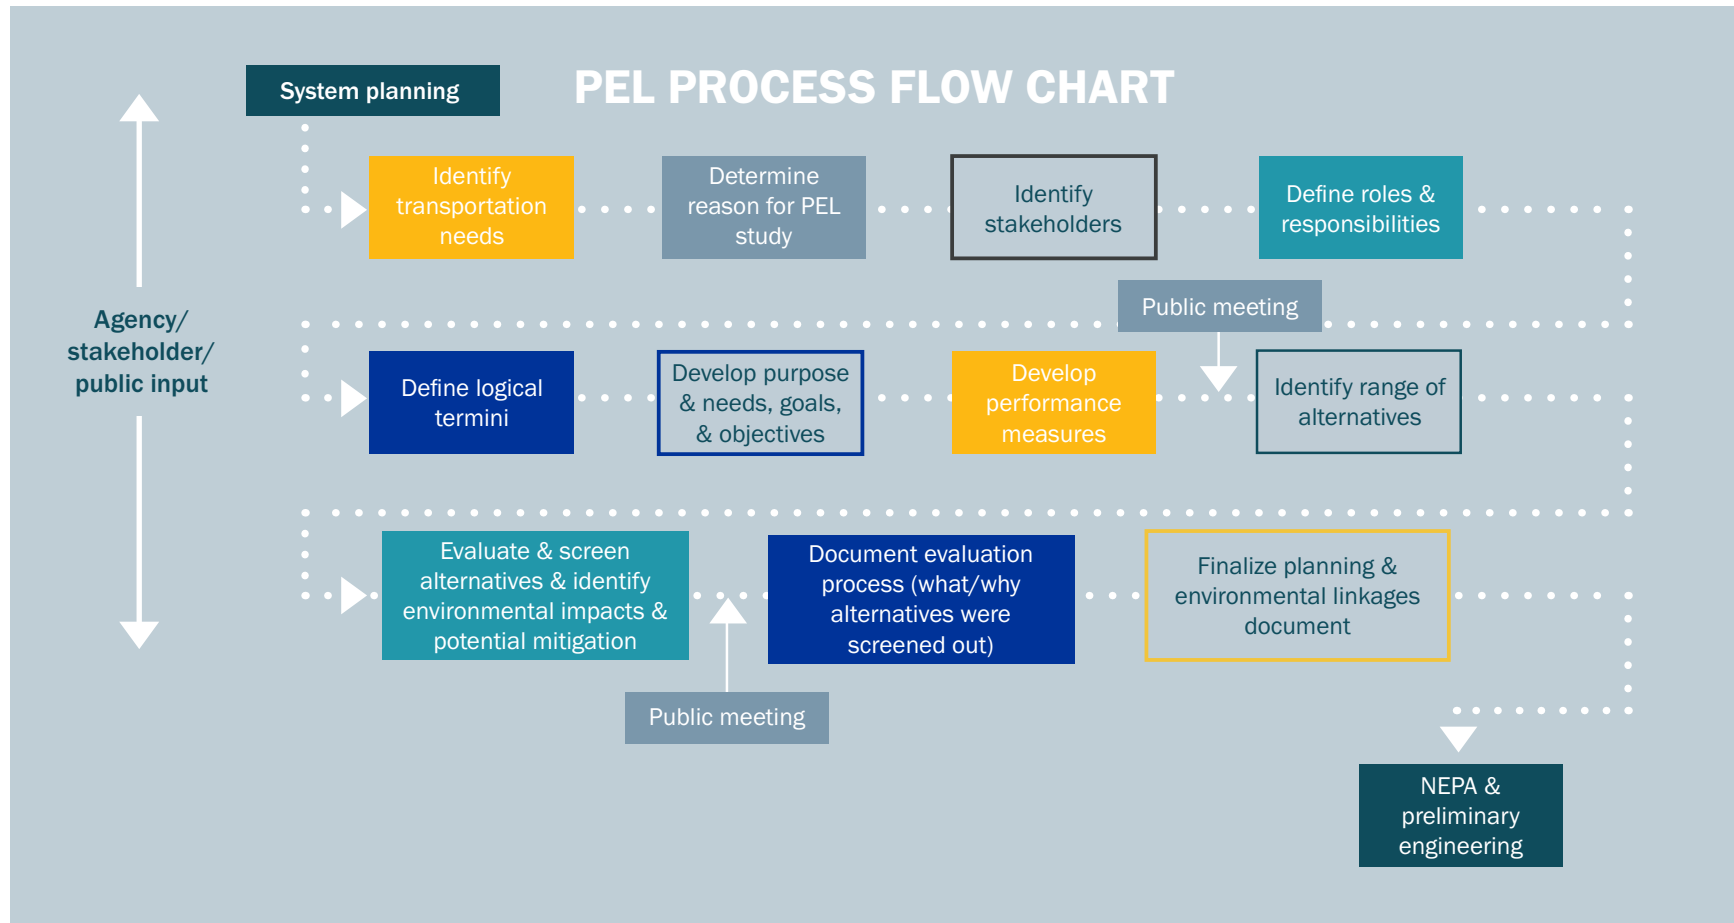 PEL PROCESS FLOW CHART
System planning
Identify
transportation
needs
Determine
reason for PEL
study
Identify
stakeholders
Define roles &
responsibilities
Agency/
stakeholder/
public input
Public meeting
Define logical
termini
Develop purpose
& needs, goals,
& objectives
Develop
performance
measures
Identify range of
alternatives
Evaluate & screen
alternatives & identify
environmental impacts &
potential mitigation
Document evaluation
process (what/why
alternatives were
screened out)
Finalize planning &
environmental linkages
document
Public meeting
NEPA &
preliminary
engineering